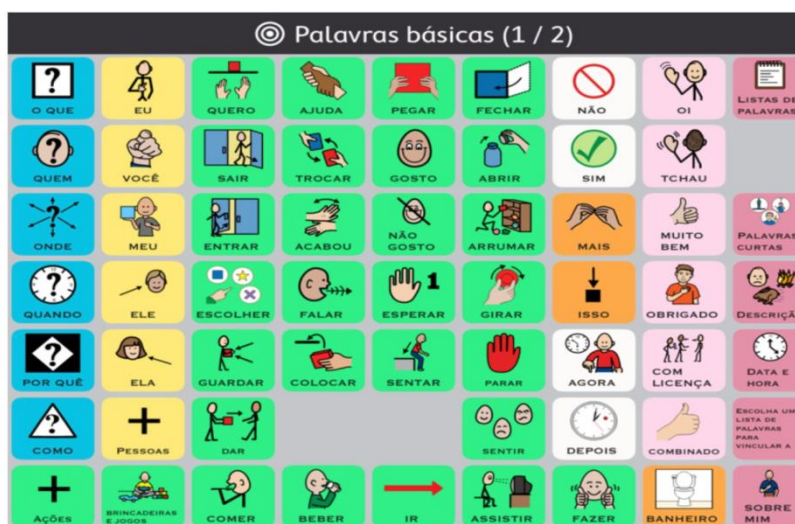 Palavras básicas (1 / 2)
O QUE
EU
QUERO
AJUDA
PEGAR
FECHAR
NÃO
OI
LISTAS DE
PALAVRAS
QUEM
VOCÊ
SAIR
TROCAR
GOSTO
ABRIR
SIM
TCHAU
ONDE
MEU
ENTRAR
ACABOU
NÃO
GOSTO
ARRUMAR
MAIS
MUITO
BEM
PALAVRAS
CURTAS
QUANDO
ELE
ESCOLHER
FALAR
1
ESPERAR
GIRAR
ISSO
OBRIGADO
DESCRIÇÃ
POR QUÊ
ELA
GUARDAR
COLOCAR
SENTAR
PARAR
AGORA
COM
LICENÇA
DATA E
HORA
COMO
PESSOAS
DAR
SENTIR
DEPOIS
COMBINADO
ESCOLHA UM
LISTA DE
PALAVRAS
PARA
VINCULAR A
AÇÕES
BRINCADEIRAS
E JOGOS
COMER
BEBER
IR
ASSISTIR
FAZER
BANHEIRO
SOBRE
MIM